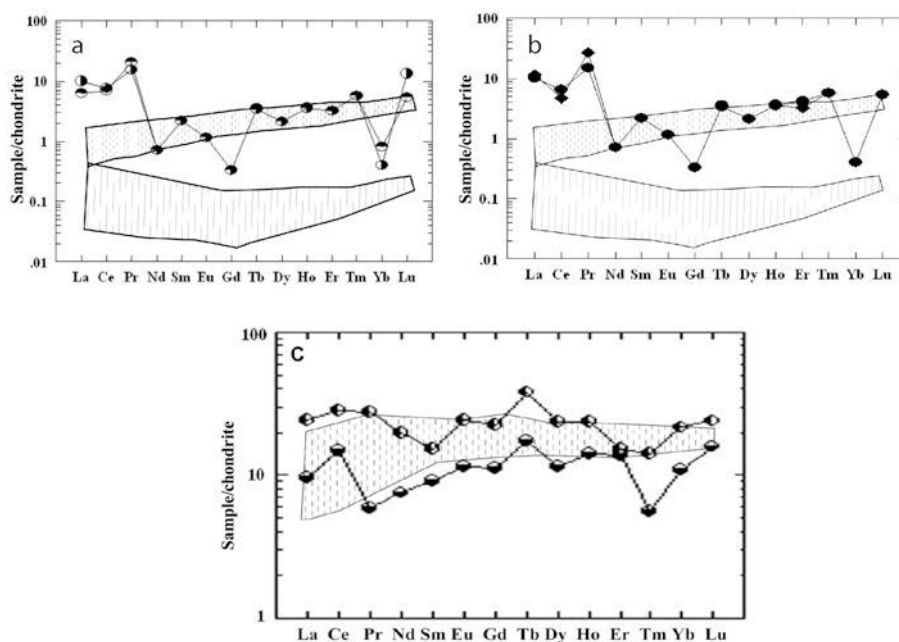 a
100
10
1
0.1
.01
Sample/chondrite
La Ce Pr Nd Sm Eu Gd Tb Dy Ho Er Tm Yb Lu
b
100
10
1
0.1
.01
Sample/chondrite
La Ce Pr Nd Sm Eu Gd Tb Dy Ho Er Tm Yb Lu
c
100
10
1
Sample/chondrite
La Ce Pr Nd Sm Eu Gd Tb Dy Ho Er Tm Yb Lu